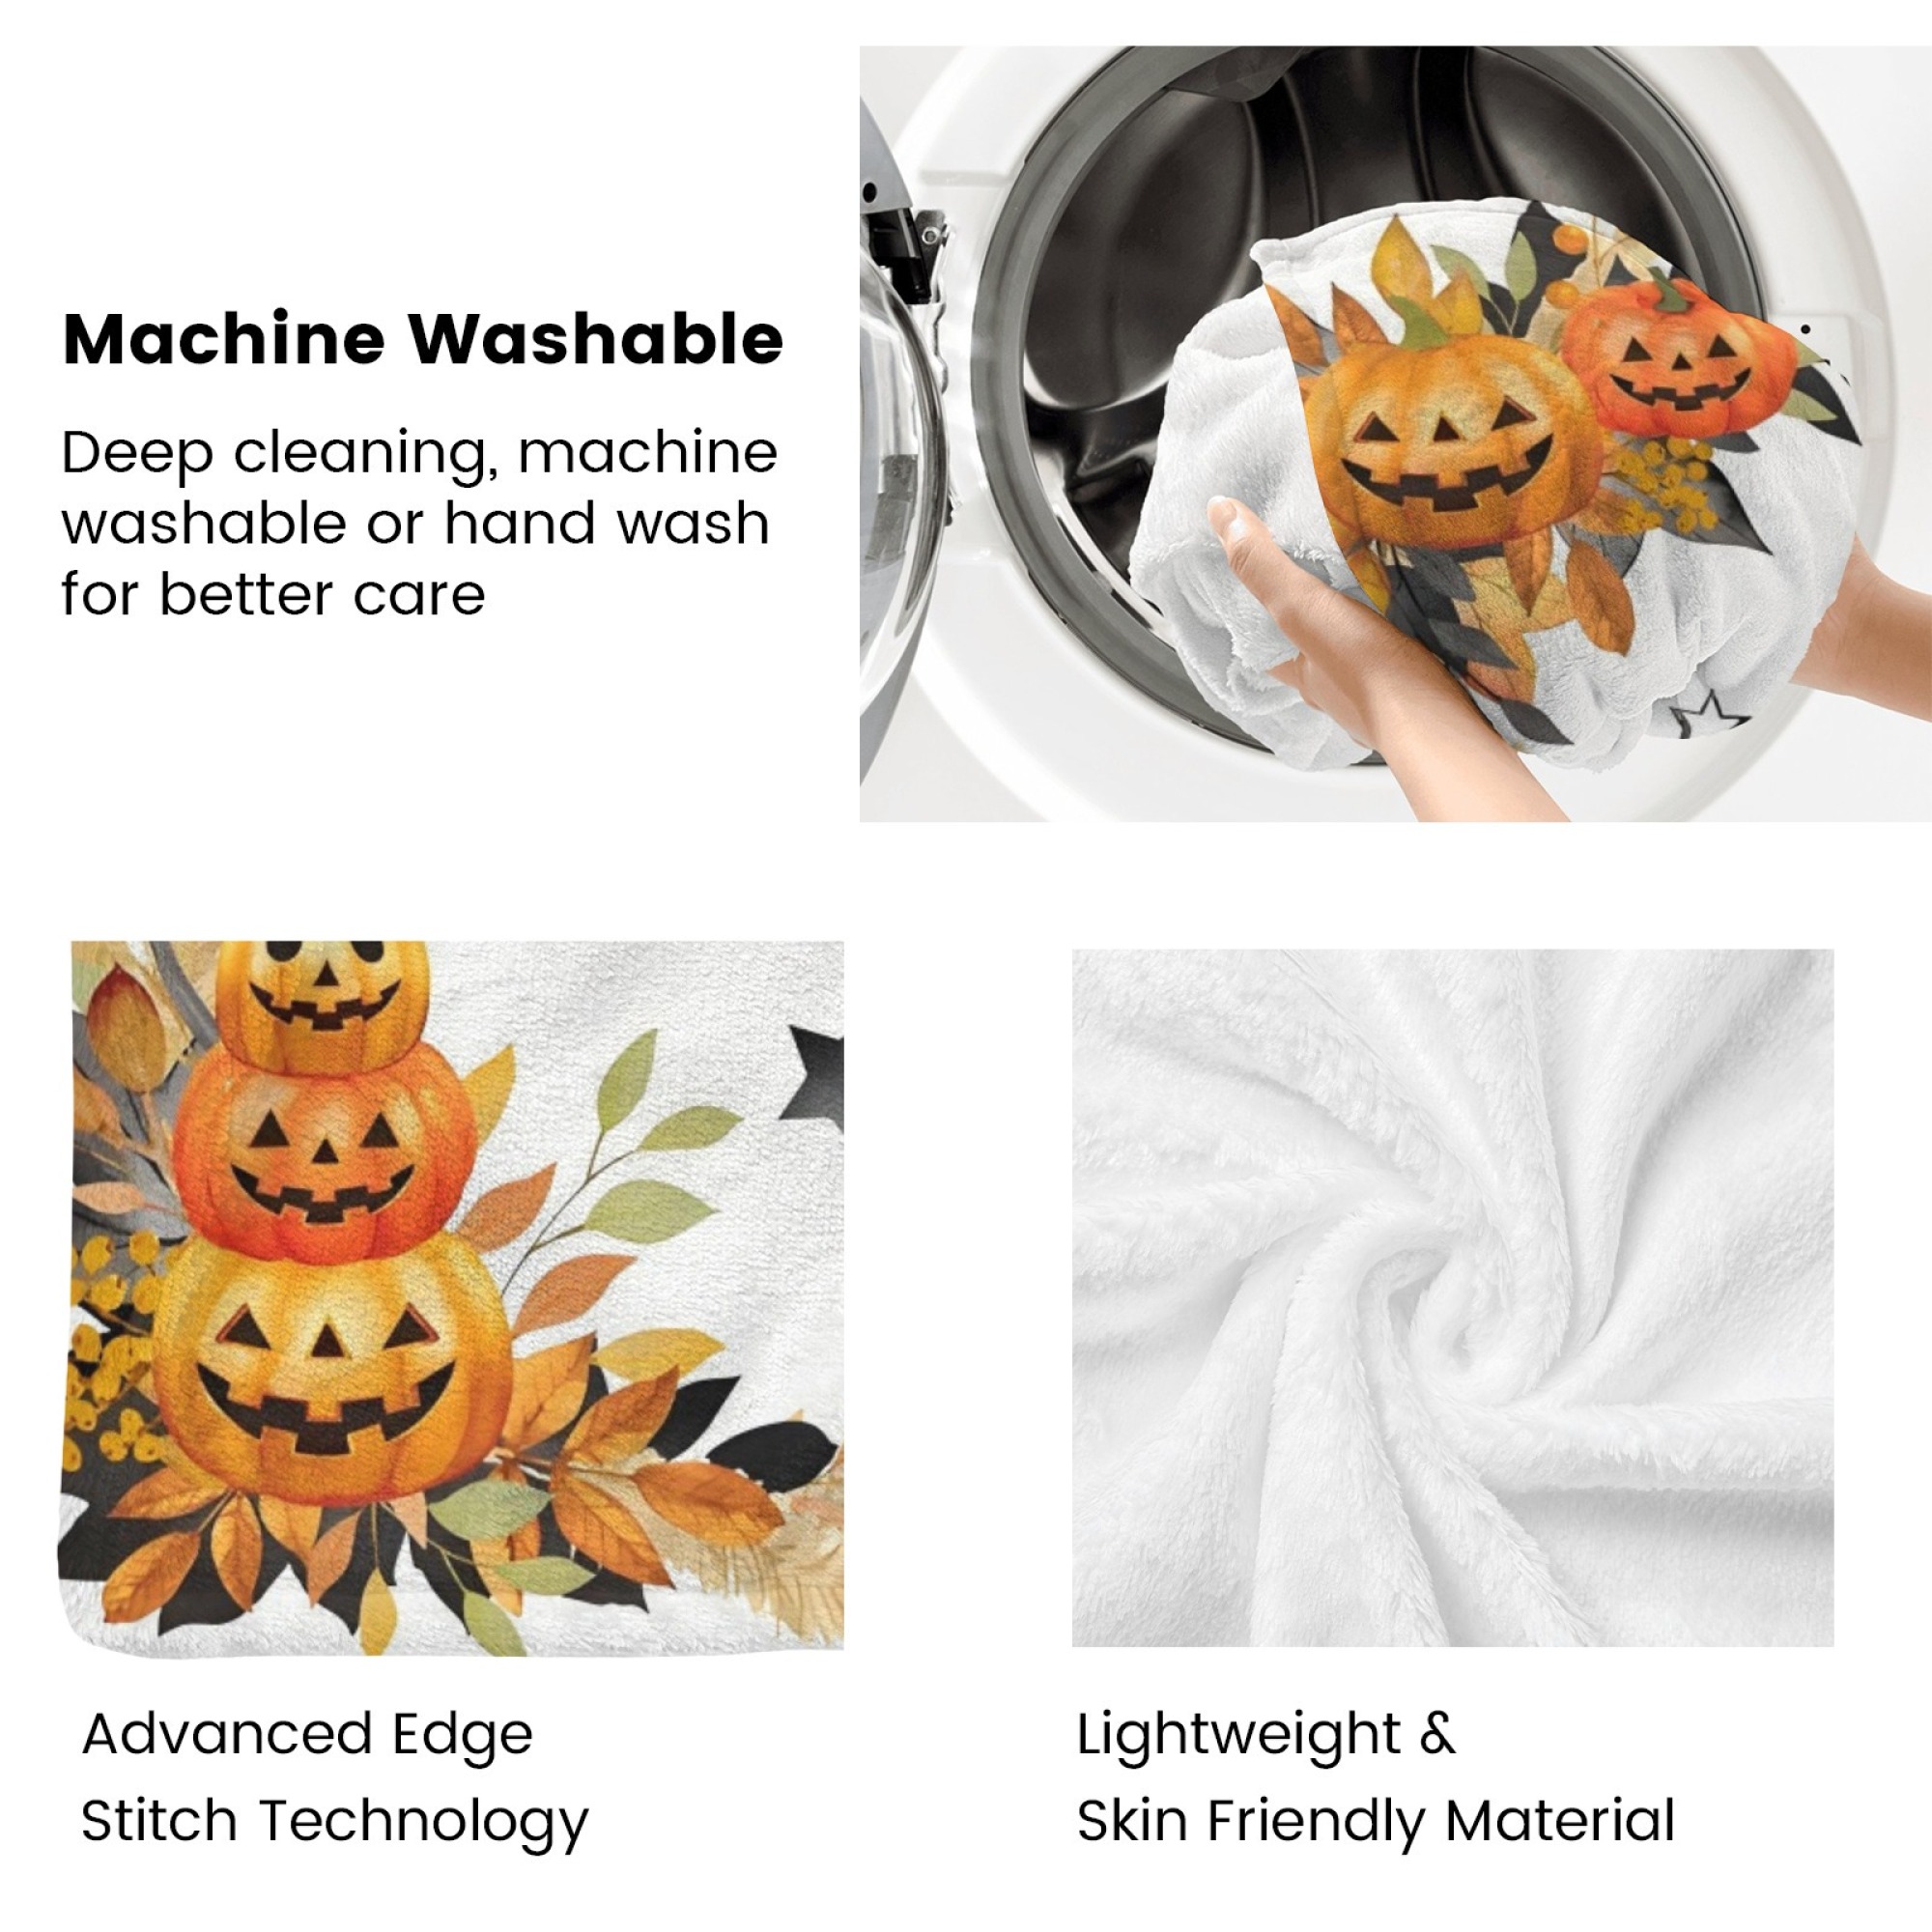 Machine Washable
Deep cleaning, machine
washable or hand wash
for better care
Advanced Edge
Stitch Technology
Lightweight &
Skin Friendly Material